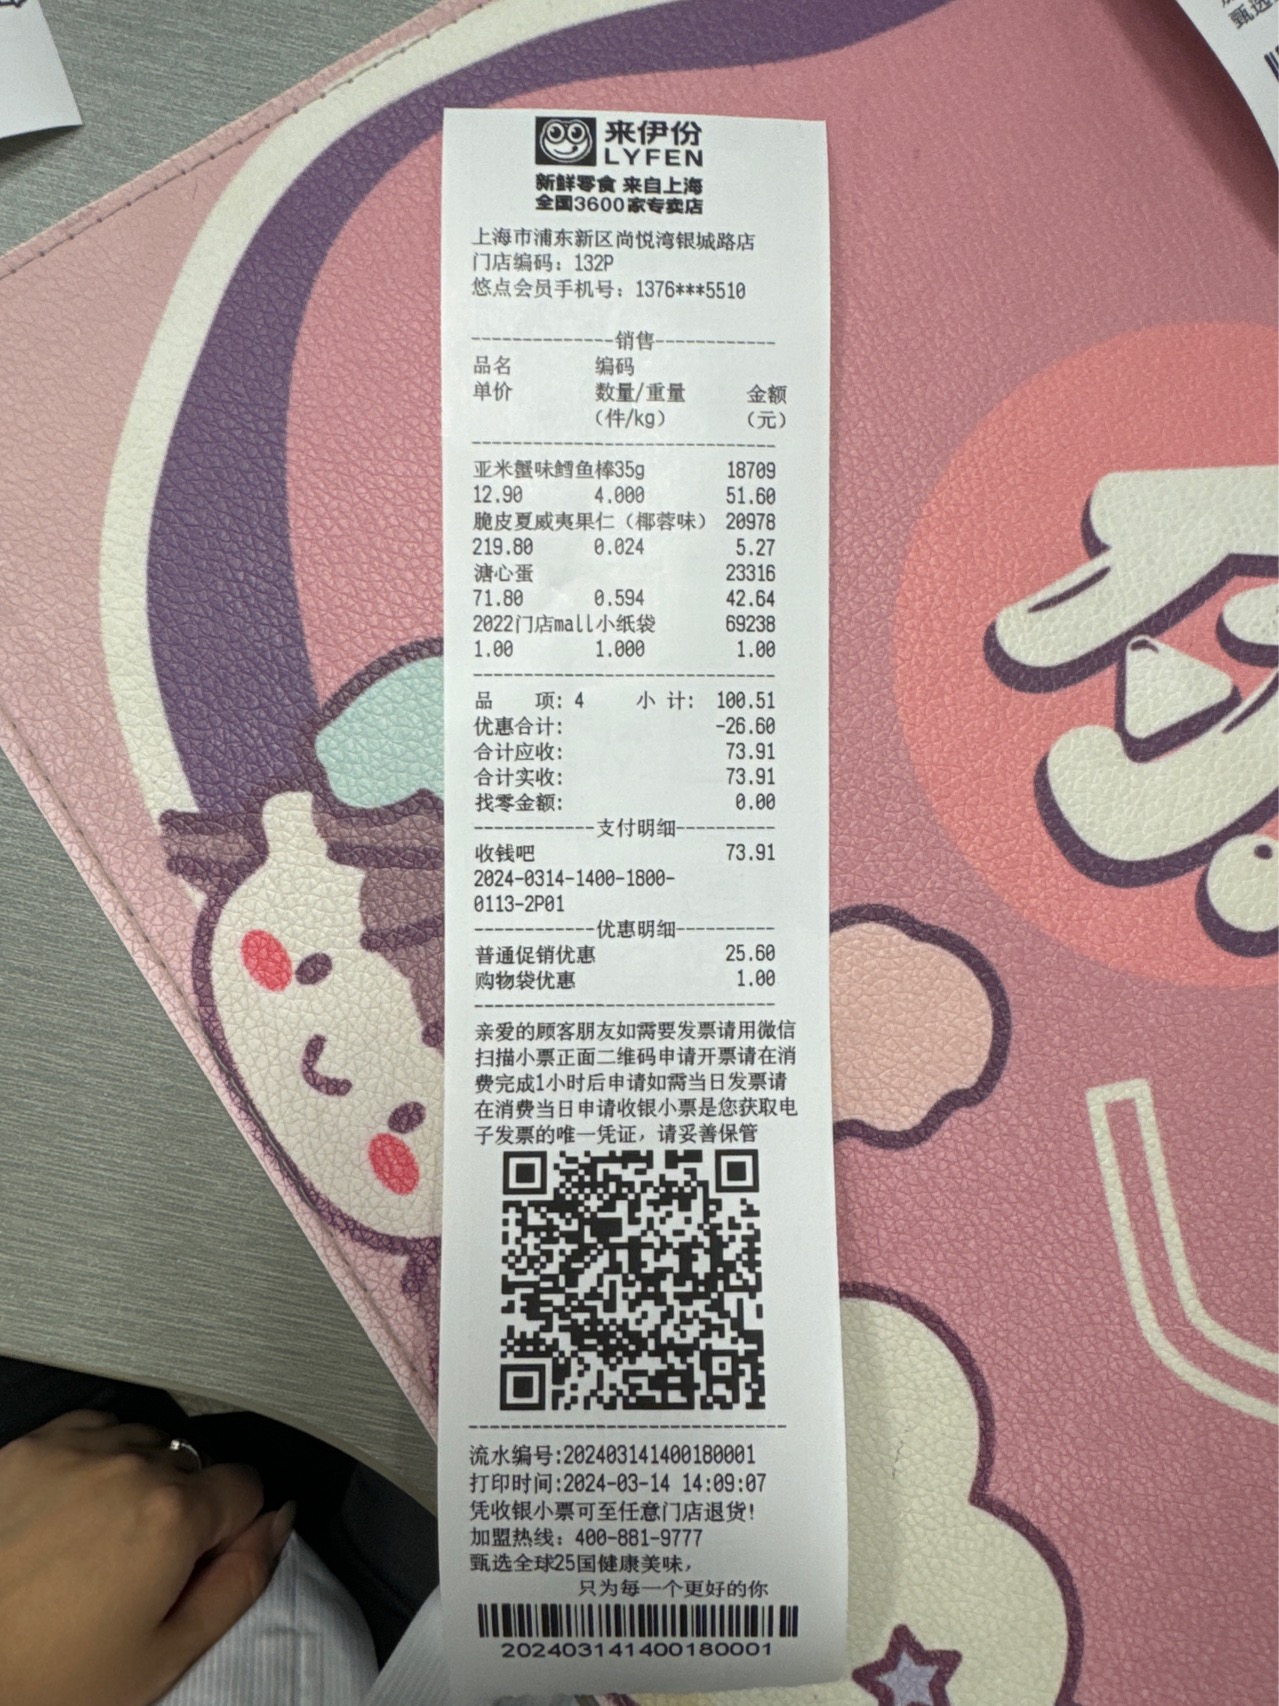 来伊份
LYFEN
新鲜零食 来自上海
全国3600家专卖店
上海市浦东新区尚悦湾银城路店
门店编码：132P
悠点会员手机号：1376***5510
--------------销售------------
品名 编码
单价 数量/重量 金额
（件/kg） （元）
------------------------------
亚米蟹味鳕鱼棒35g 18709
12.90 4.000 51.60
脆皮夏威夷果仁（椰蓉味） 20978
219.80 0.024 5.27
溏心蛋 23316
71.80 0.594 42.64
2022门店mall小纸袋 69238
1.00 1.000 1.00
------------------------------
品 项: 4 小 计: 100.51
优惠合计: -26.60
合计应收: 73.91
合计实收: 73.91
找零金额: 0.00
------------支付明细----------
收钱吧 73.91
2024-0314-1400-1800-
0113-2P01
------------优惠明细----------
普通促销优惠 25.60
购物袋优惠 1.00
------------------------------
亲爱的顾客朋友如需要发票请用微信
扫描小票正面二维码申请开票请在消
费完成1小时后申请如需当日发票请
在消费当日申请收银小票是您获取电
子发票的唯一凭证，请妥善保管
-------------------------------
流水编号:202403141400180001
打印时间:2024-03-14 14:09:07
凭收银小票可至任意门店退货!
加盟热线：400-881-9777
甄选全球25国健康美味，
只为每一个更好的你
202403141400180001
甄选